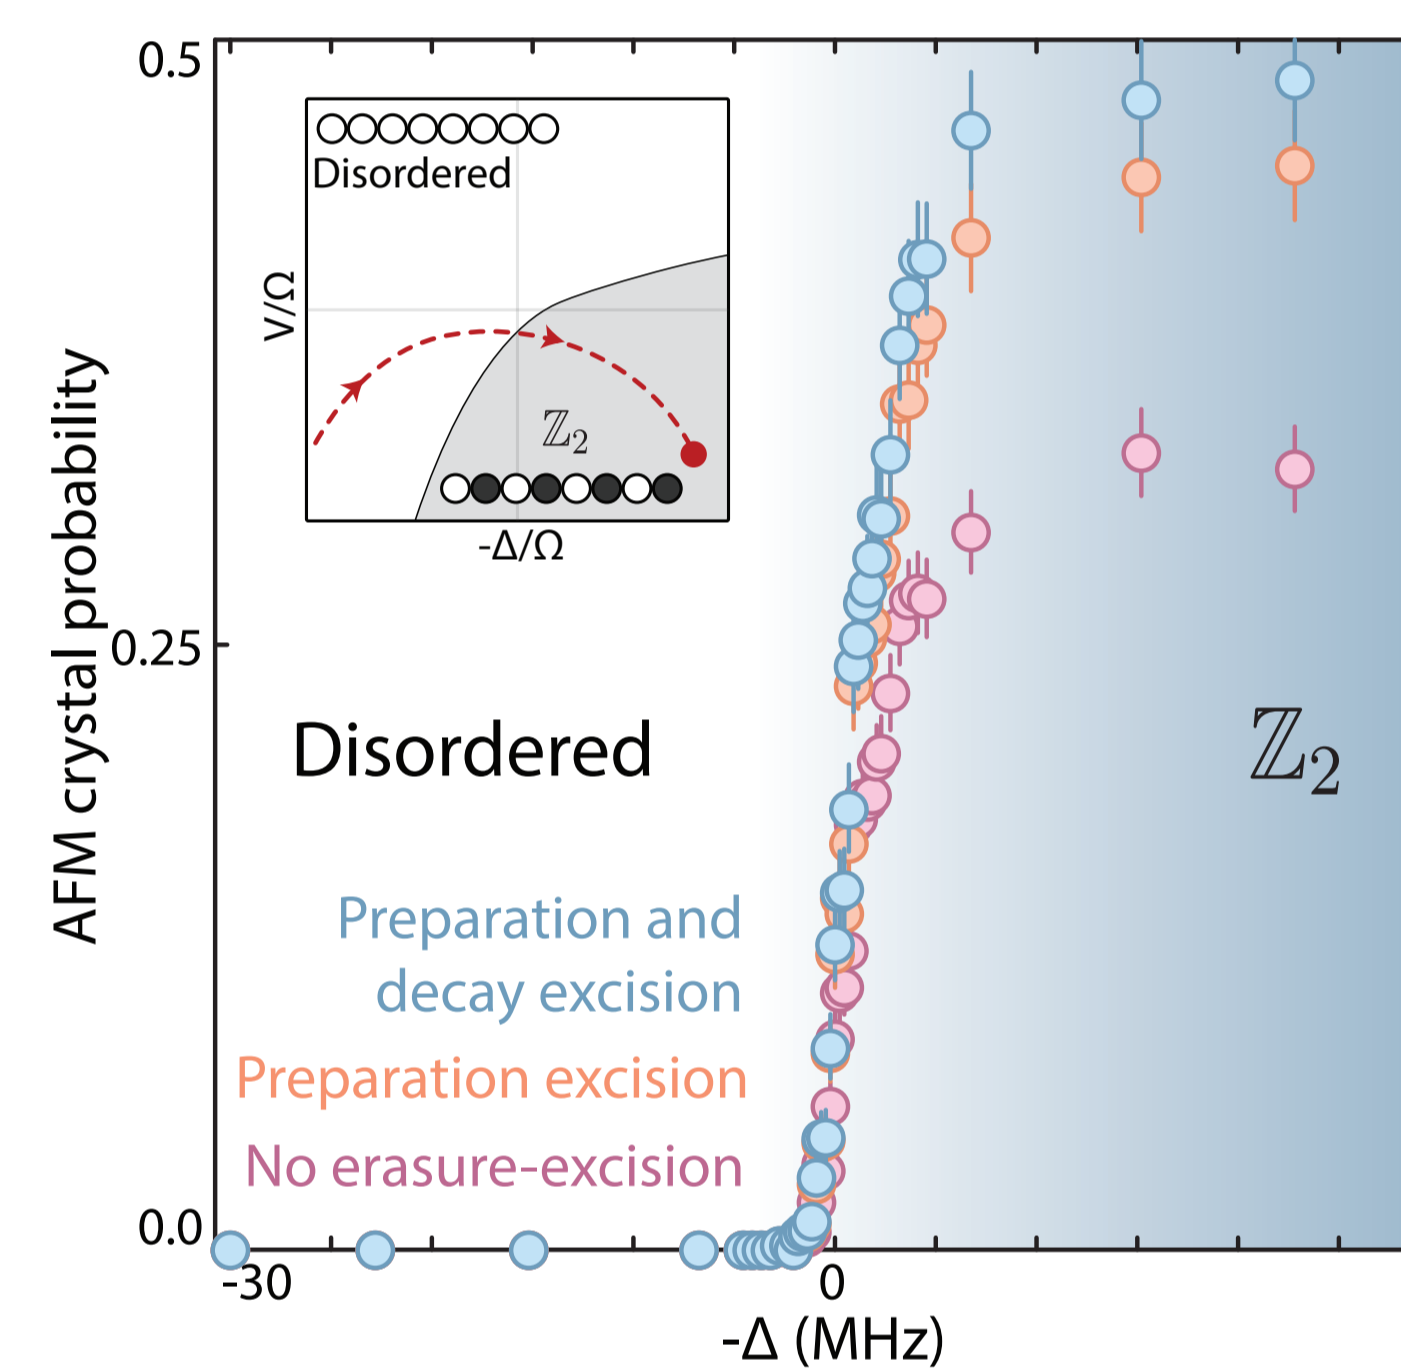 0.5
Disordered
V/Ω
ℤ₂
-Δ/Ω
AFM crystal probability
0.25
Disordered
ℤ₂
Preparation and
decay excision
Preparation excision
No erasure-excision
0.0
-30
0
-Δ (MHz)